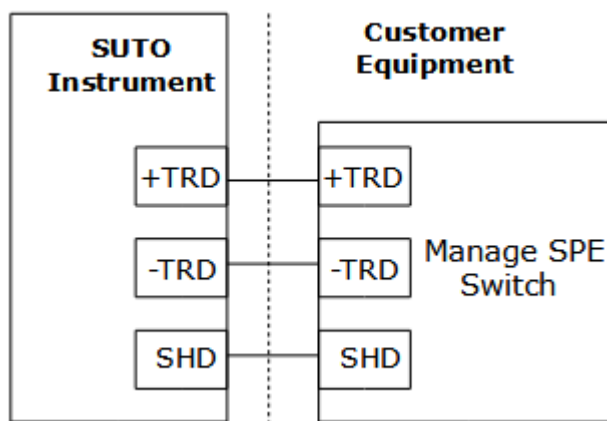 SUTO
Instrument
Customer
Equipment
+TRD
+TRD
-TRD
-TRD
Manage SPE
Switch
SHD
SHD